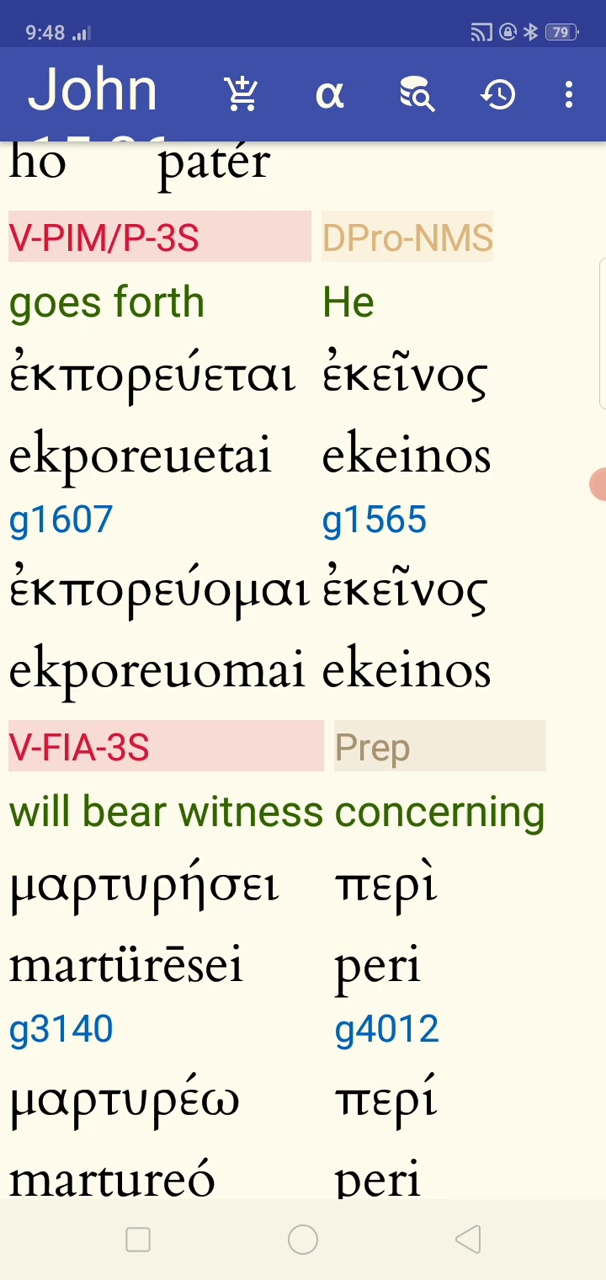 9:48 79
John α
15:26
ho patér
V-PIM/P-3S DPro-NMS
goes forth He
ἐκπορεύεται ἐκεῖνος
ekporeuetai ekeinos
g1607 g1565
ἐκπορεύομαι ἐκεῖνος
ekporeuomai ekeinos
V-FIA-3S Prep
will bear witness concerning
μαρτυρήσει περὶ
martürēsei peri
g3140 g4012
μαρτυρέω περί
martureó peri